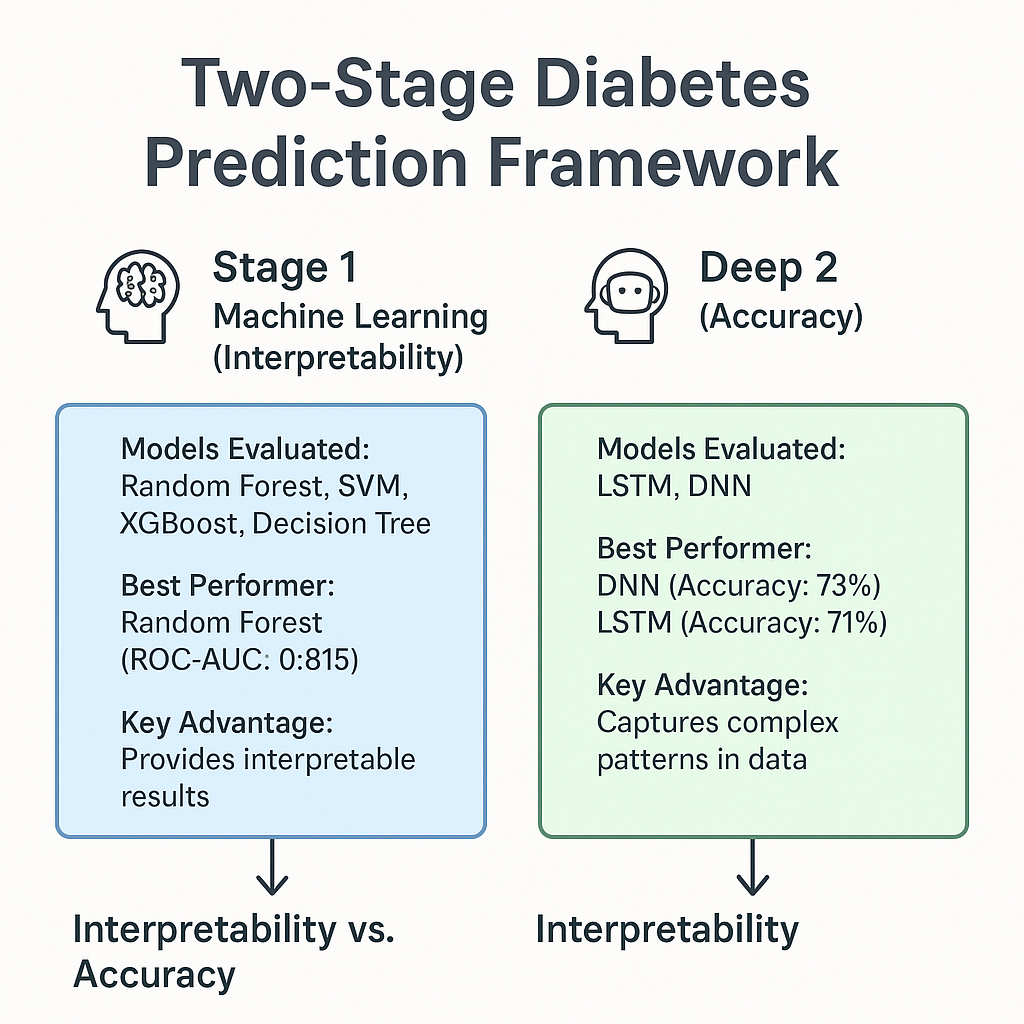 Two-Stage Diabetes
Prediction Framework
Stage 1
Machine Learning
(Interpretability)
Deep 2
(Accuracy)
Models Evaluated:
Random Forest, SVM,
XGBoost, Decision Tree
Best Performer:
Random Forest
(ROC-AUC: 0:815)
Key Advantage:
Provides interpretable
results
Models Evaluated:
LSTM, DNN
Best Performer:
DNN (Accuracy: 73%)
LSTM (Accuracy: 71%)
Key Advantage:
Captures complex
patterns in data
Interpretability vs.
Accuracy
Interpretability